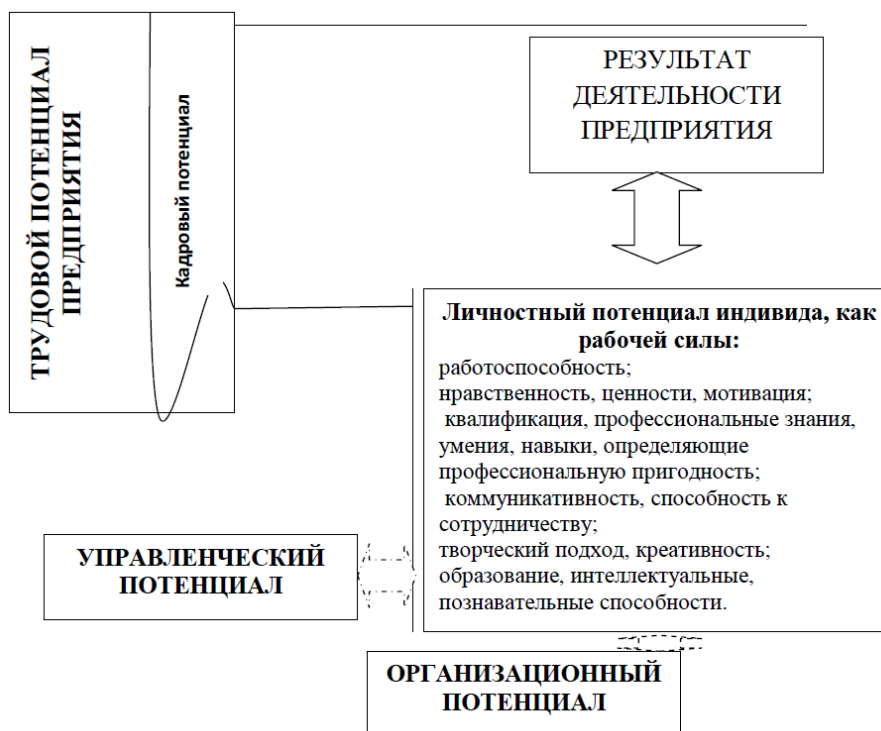 ТРУДОВОЙ ПОТЕНЦИАЛ
ПРЕДПРИЯТИЯ
Кадровый потенциал
РЕЗУЛЬТАТ
ДЕЯТЕЛЬНОСТИ
ПРЕДПРИЯТИЯ
Личностный потенциал индивида, как
рабочей силы:
работоспособность;
нравственность, ценности, мотивация;
квалификация, профессиональные знания,
умения, навыки, определяющие
профессиональную пригодность;
коммуникативность, способность к
сотрудничеству;
творческий подход, креативность;
образование, интеллектуальные,
познавательные способности.
УПРАВЛЕНЧЕСКИЙ
ПОТЕНЦИАЛ
ОРГАНИЗАЦИОННЫЙ
ПОТЕНЦИАЛ